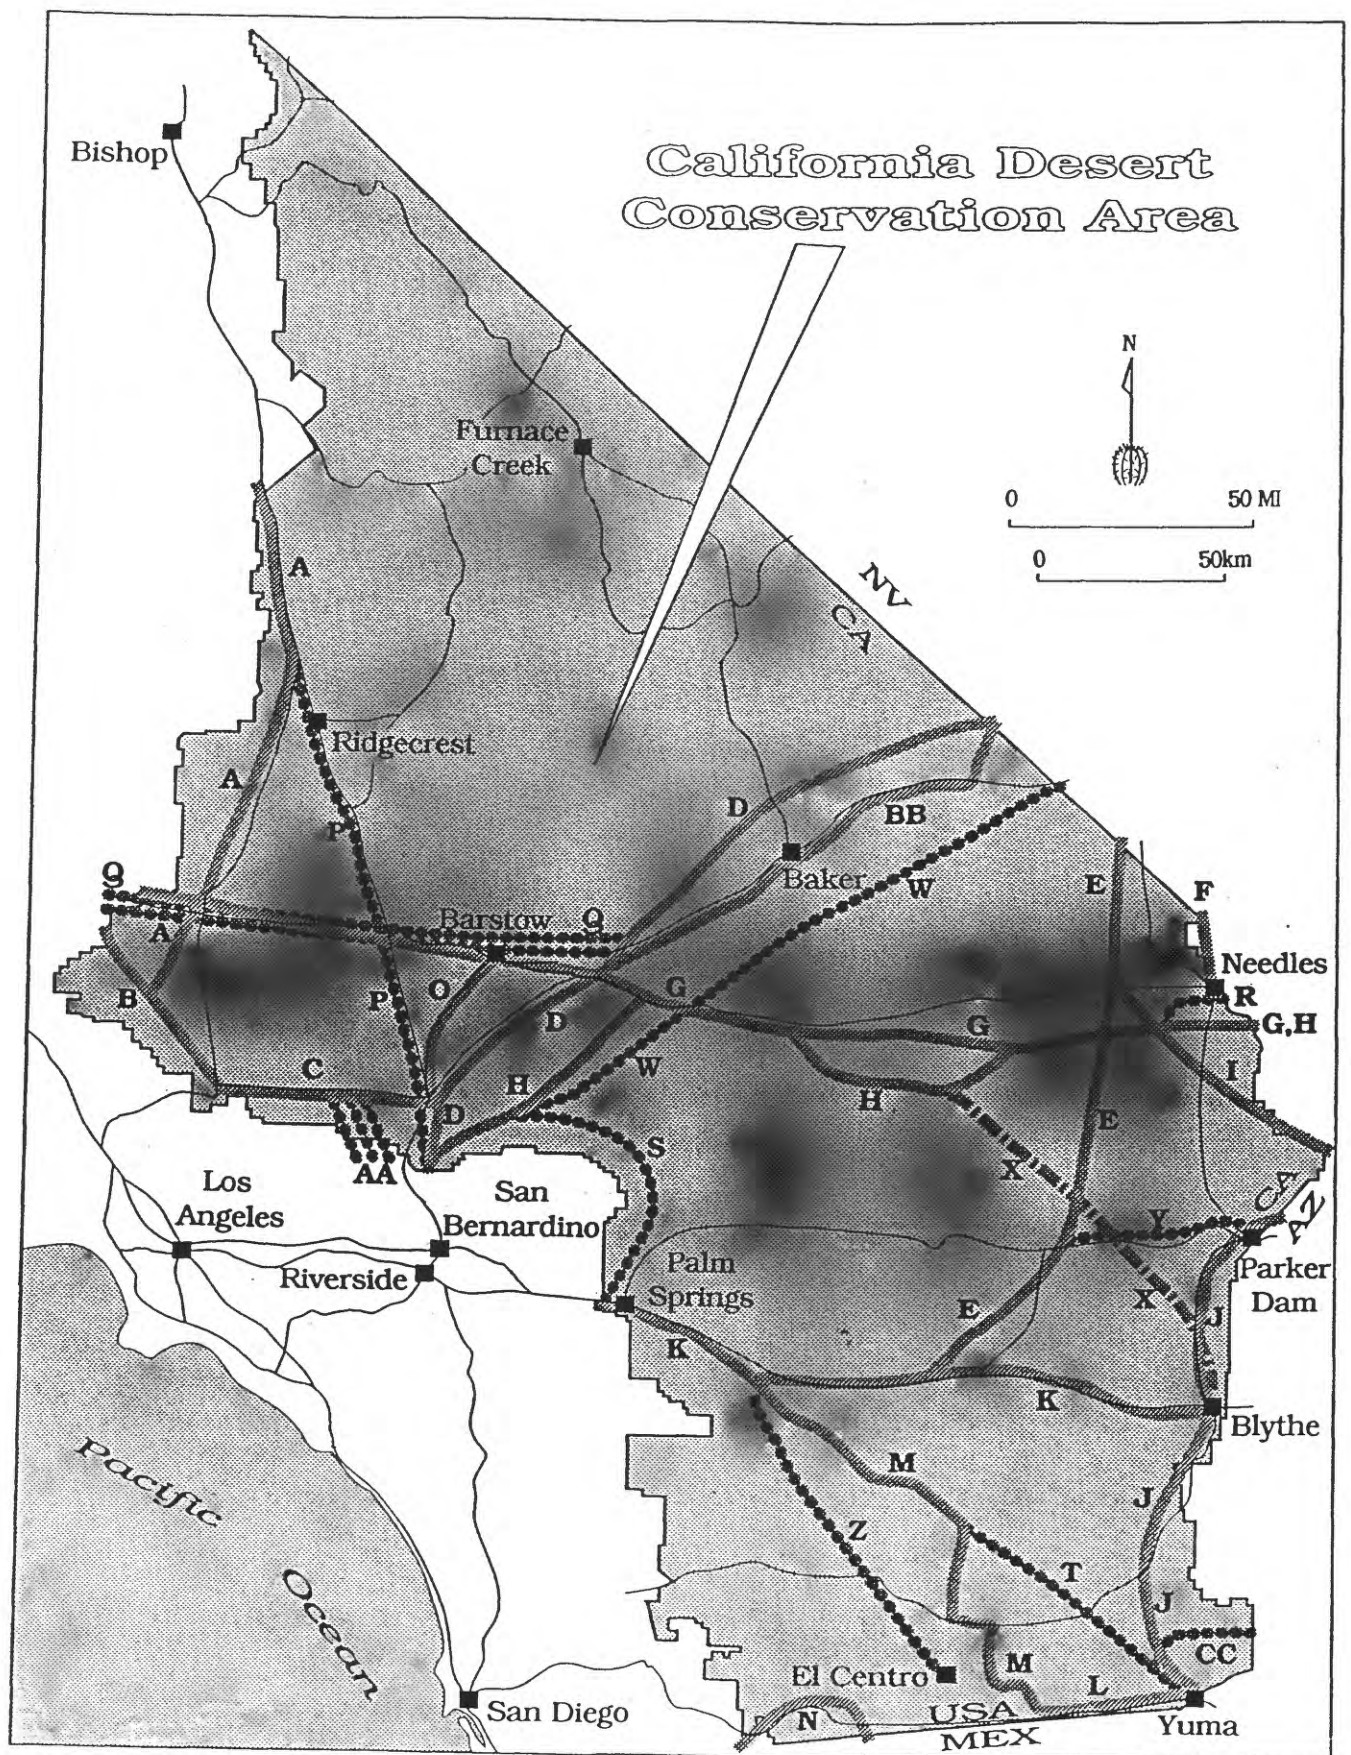 Bishop
California Desert
Conservation Area
N
0 50 MI
0 50km
Furnace
Creek
NV
CA
A
Ridgecrest
A
D
BB
P
Baker
W
E
F
Q
Barstow
Q
A
Needles
B
P
O
D
G
G
R
G,H
C
D
H
W
H
I
E
AA
S
X
Los
Angeles
San
Bernardino
CA
AZ
Y
Riverside
Palm
Springs
Parker
Dam
E
X
J
K
K
Blythe
Pacific
Ocean
M
J
Z
T
J
CC
El Centro
M
L
San Diego
N
USA
MEX
Yuma